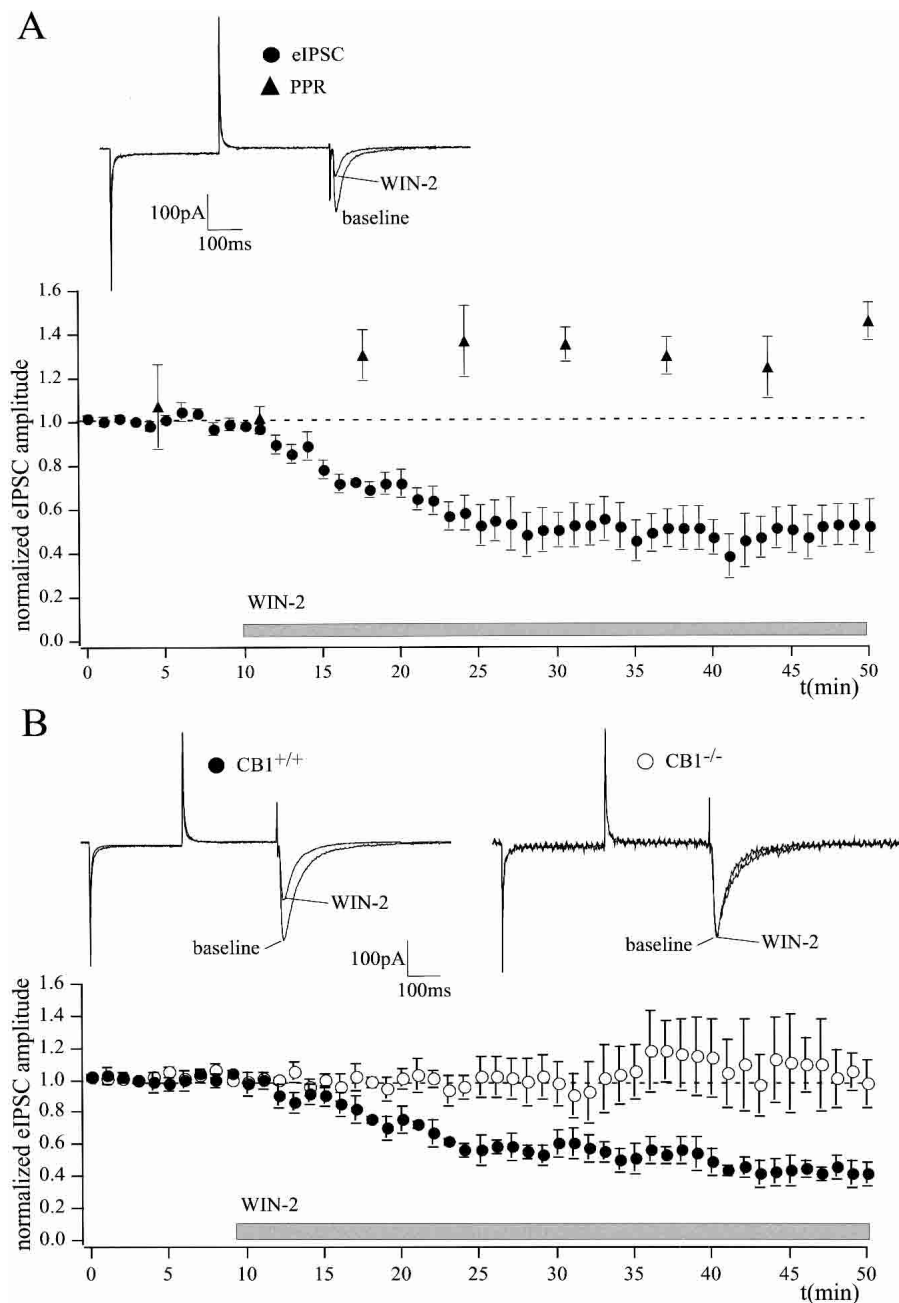 A
eIPSC
PPR
WIN-2
baseline
100pA
100ms
normalized eIPSC amplitude
1.6
1.4
1.2
1.0
0.8
0.6
0.4
0.2
0.0
WIN-2
0 5 10 15 20 25 30 35 40 45 50
t(min)
B
CB1+/+
CB1-/-
WIN-2
baseline
100pA
100ms
baseline
WIN-2
normalized eIPSC amplitude
1.6
1.4
1.2
1.0
0.8
0.6
0.4
0.2
0.0
WIN-2
0 5 10 15 20 25 30 35 40 45 50
t(min)